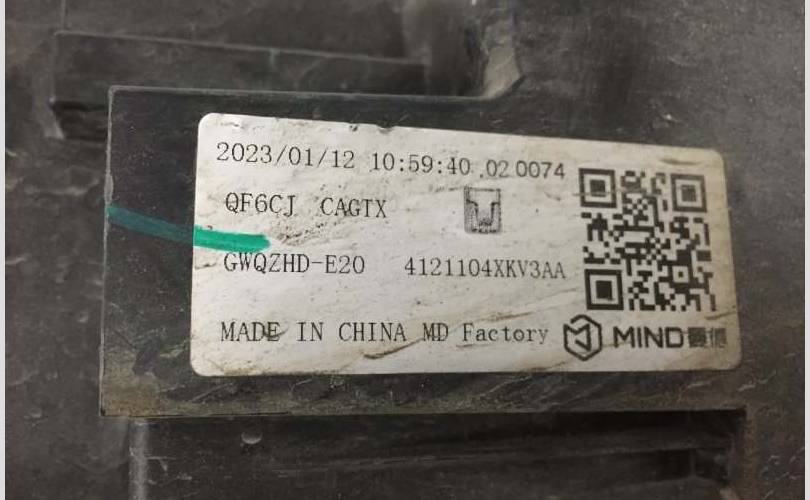 2023/01/12 10:59:40 .02 0074
QF6CJ CAGTX
GWQZHD-E20 4121104XKV3AA
MADE IN CHINA MD Factory MIND曼德